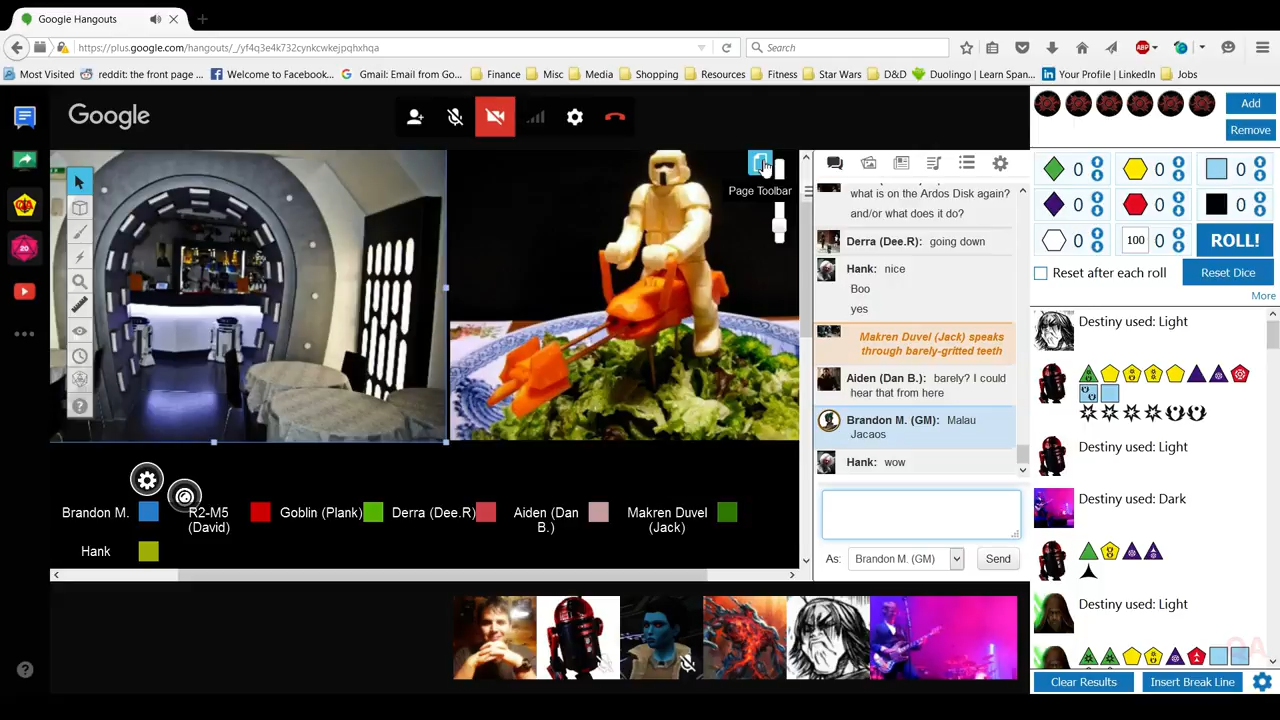 Google Hangouts
https://plus.google.com/hangouts/_/yf4q3e4k732cynkcwkejpqhxhqa
Search
ABP
Most Visited
reddit: the front page ...
Welcome to Facebook...
Gmail: Email from Go...
Finance
Misc
Media
Shopping
Resources
Fitness
Star Wars
D&D
Duolingo | Learn Span...
Your Profile | LinkedIn
Jobs
Google
Page Toolbar
what is on the Ardos Disk again?
and/or what does it do?
Derra (Dee.R): going down
Hank: nice
Boo
yes
Makren Duvel (Jack) speaks
through barely-gritted teeth
Aiden (Dan B.): barely? I could
hear that from here
Brandon M. (GM): Malau
Jacaos
Hank: wow
As: Brandon M. (GM)
Send
Brandon M.
R2-M5
(David)
Goblin (Plank)
Derra (Dee.R)
Aiden (Dan
B.)
Makren Duvel
(Jack)
Hank
Add
Remove
0 0 0
0 0 0
0 100 0
ROLL!
Reset after each roll
Reset Dice
More
Destiny used: Light
Destiny used: Light
Destiny used: Dark
Destiny used: Light
Clear Results
Insert Break Line